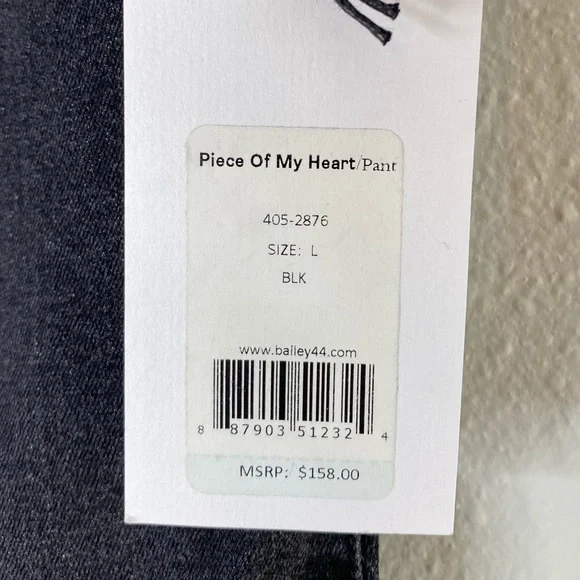 Piece Of My Heart/Pant
405-2876
SIZE: L
BLK
www.bailey44.com
8 87903 51232 4
MSRP: $158.00